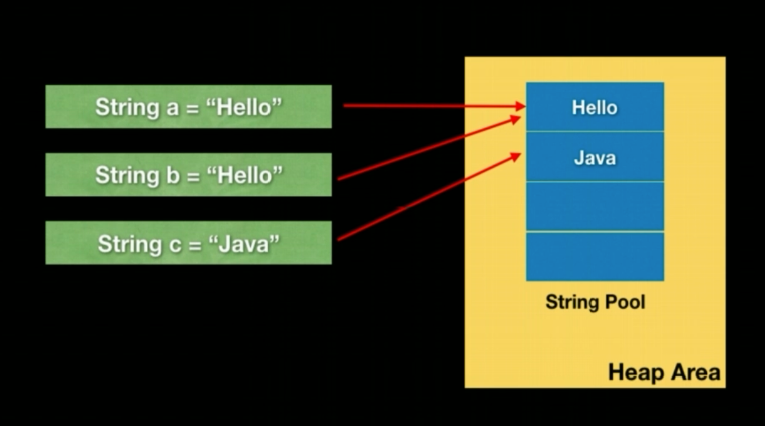 String a = “Hello”
String b = “Hello”
String c = “Java”
Hello
Java
String Pool
Heap Area